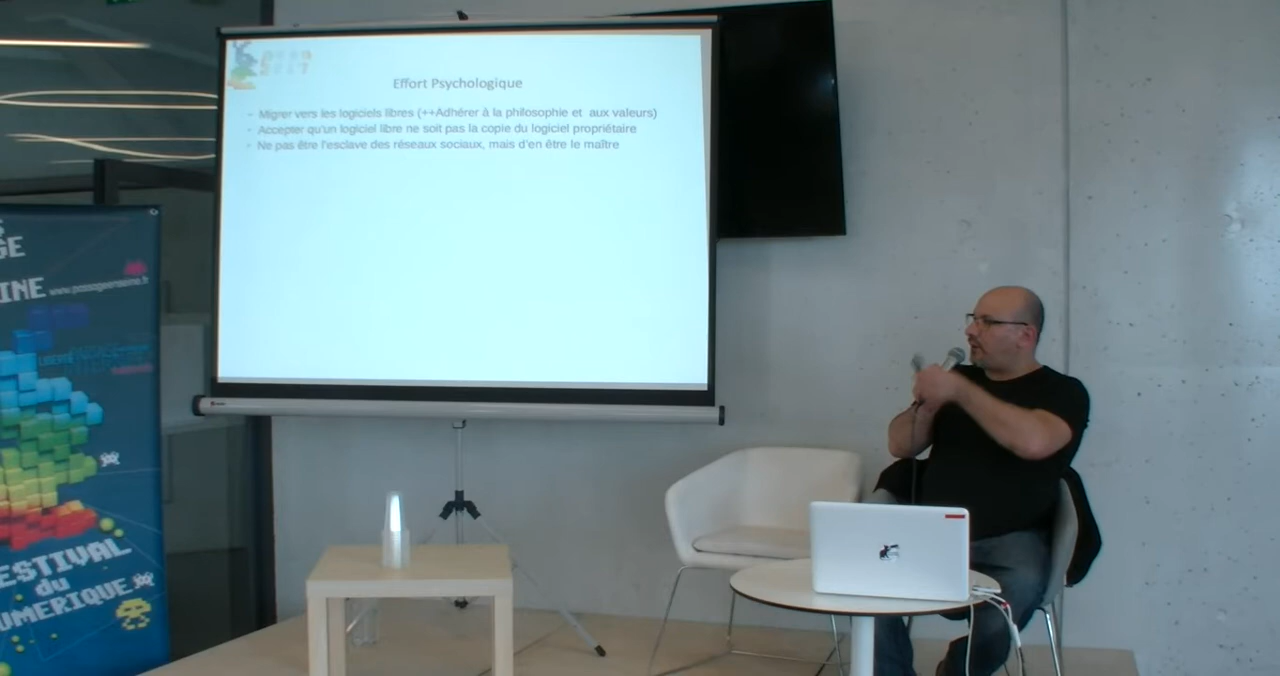 Effort Psychologique
- Migrer vers les logiciels libres (++Adhérer à la philosophie et aux valeurs)
- Accepter qu'un logiciel libre ne soit pas la copie du logiciel propriétaire
- Ne pas être l'esclave des réseaux sociaux, mais d'en être le maître
S
GE
INE www.passageenseine.fr
ESTIVAL
du
UMERIQUE